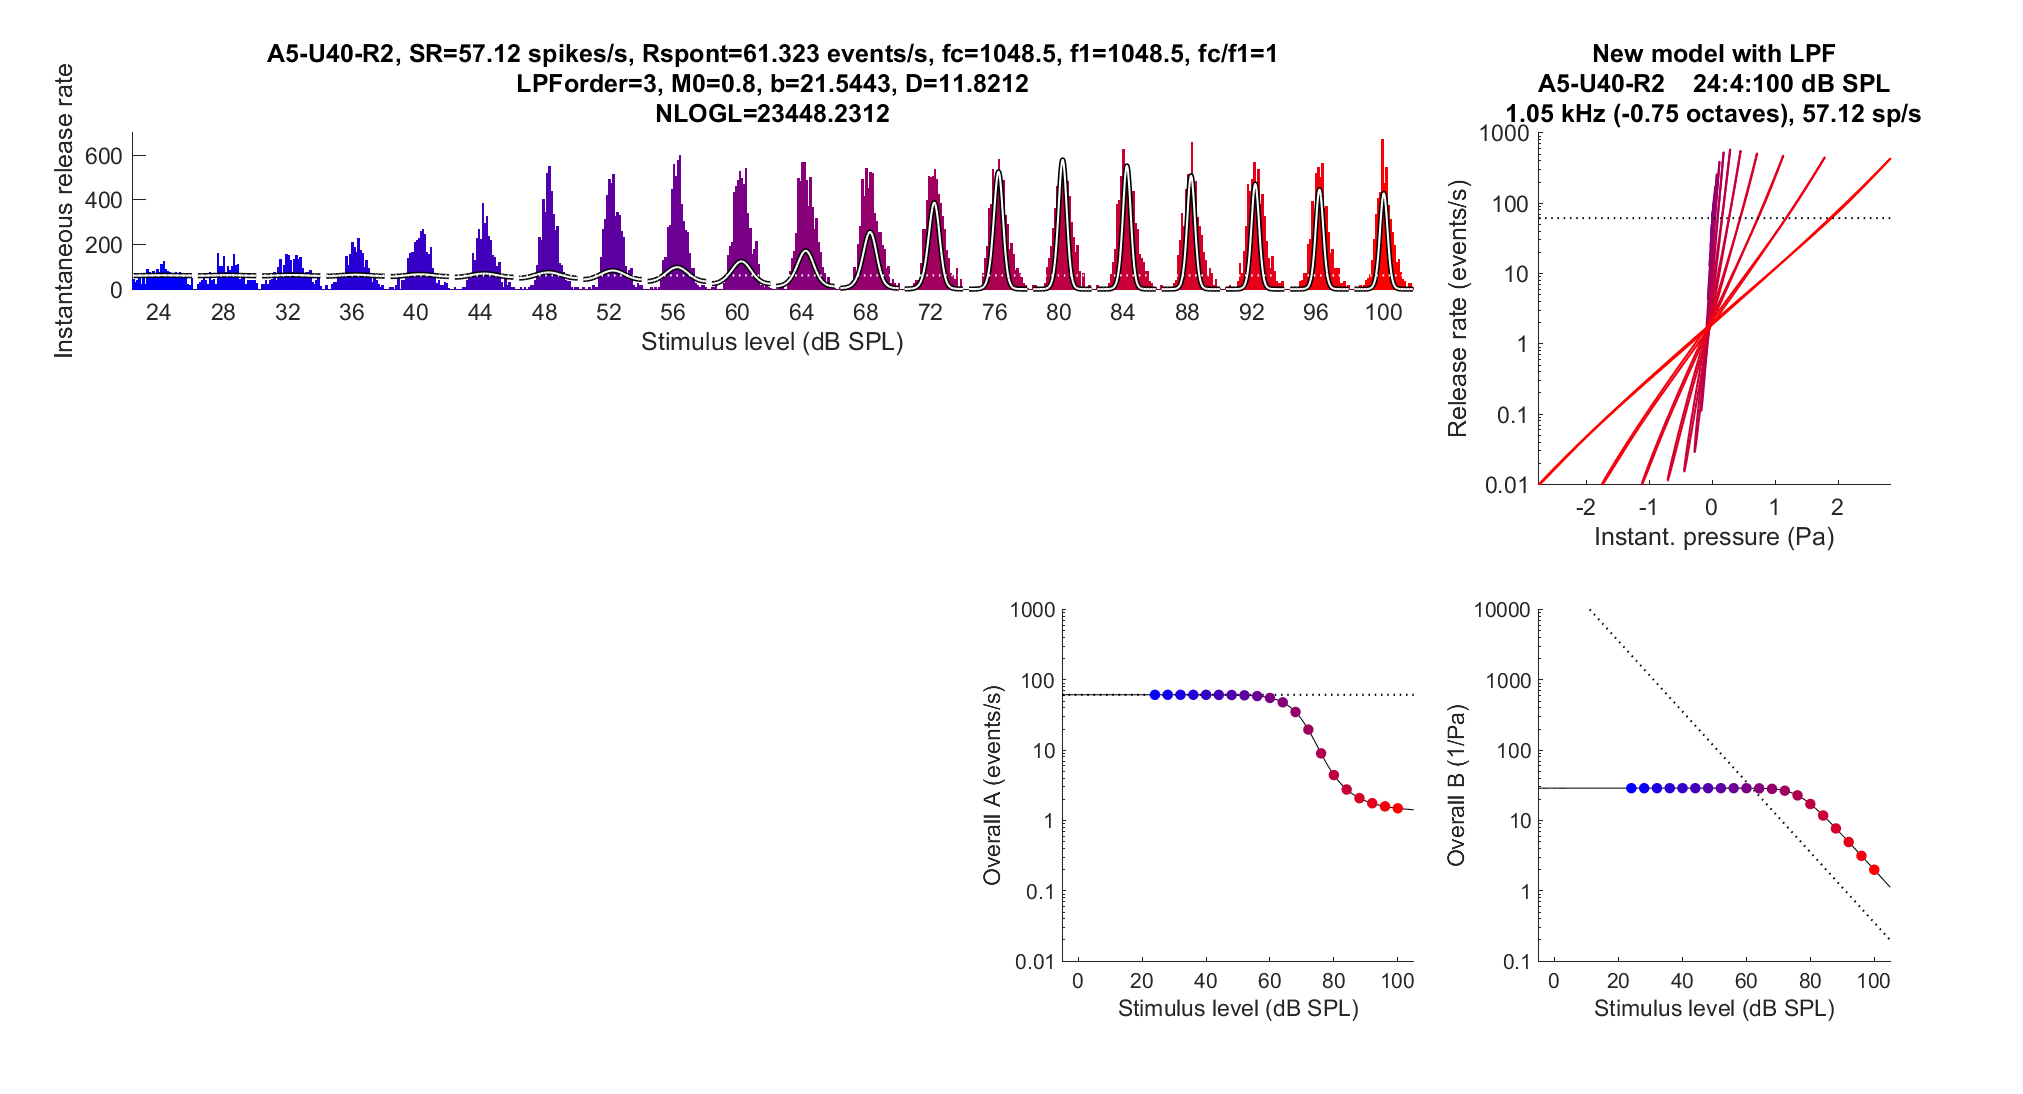 A5-U40-R2, SR=57.12 spikes/s, Rspont=61.323 events/s, fc=1048.5, f1=1048.5, fc/f1=1
LPForder=3, M0=0.8, b=21.5443, D=11.8212
NLOGL=23448.2312
Instantaneous release rate
600
400
200
0
24 28 32 36 40 44 48 52 56 60 64 68 72 76 80 84 88 92 96 100
Stimulus level (dB SPL)
New model with LPF
A5-U40-R2 24:4:100 dB SPL
1.05 kHz (-0.75 octaves), 57.12 sp/s
Release rate (events/s)
1000
100
10
1
0.1
0.01
-2 -1 0 1 2
Instant. pressure (Pa)
Overall A (events/s)
1000
100
10
1
0.1
0.01
0 20 40 60 80 100
Stimulus level (dB SPL)
Overall B (1/Pa)
10000
1000
100
10
1
0.1
0 20 40 60 80 100
Stimulus level (dB SPL)